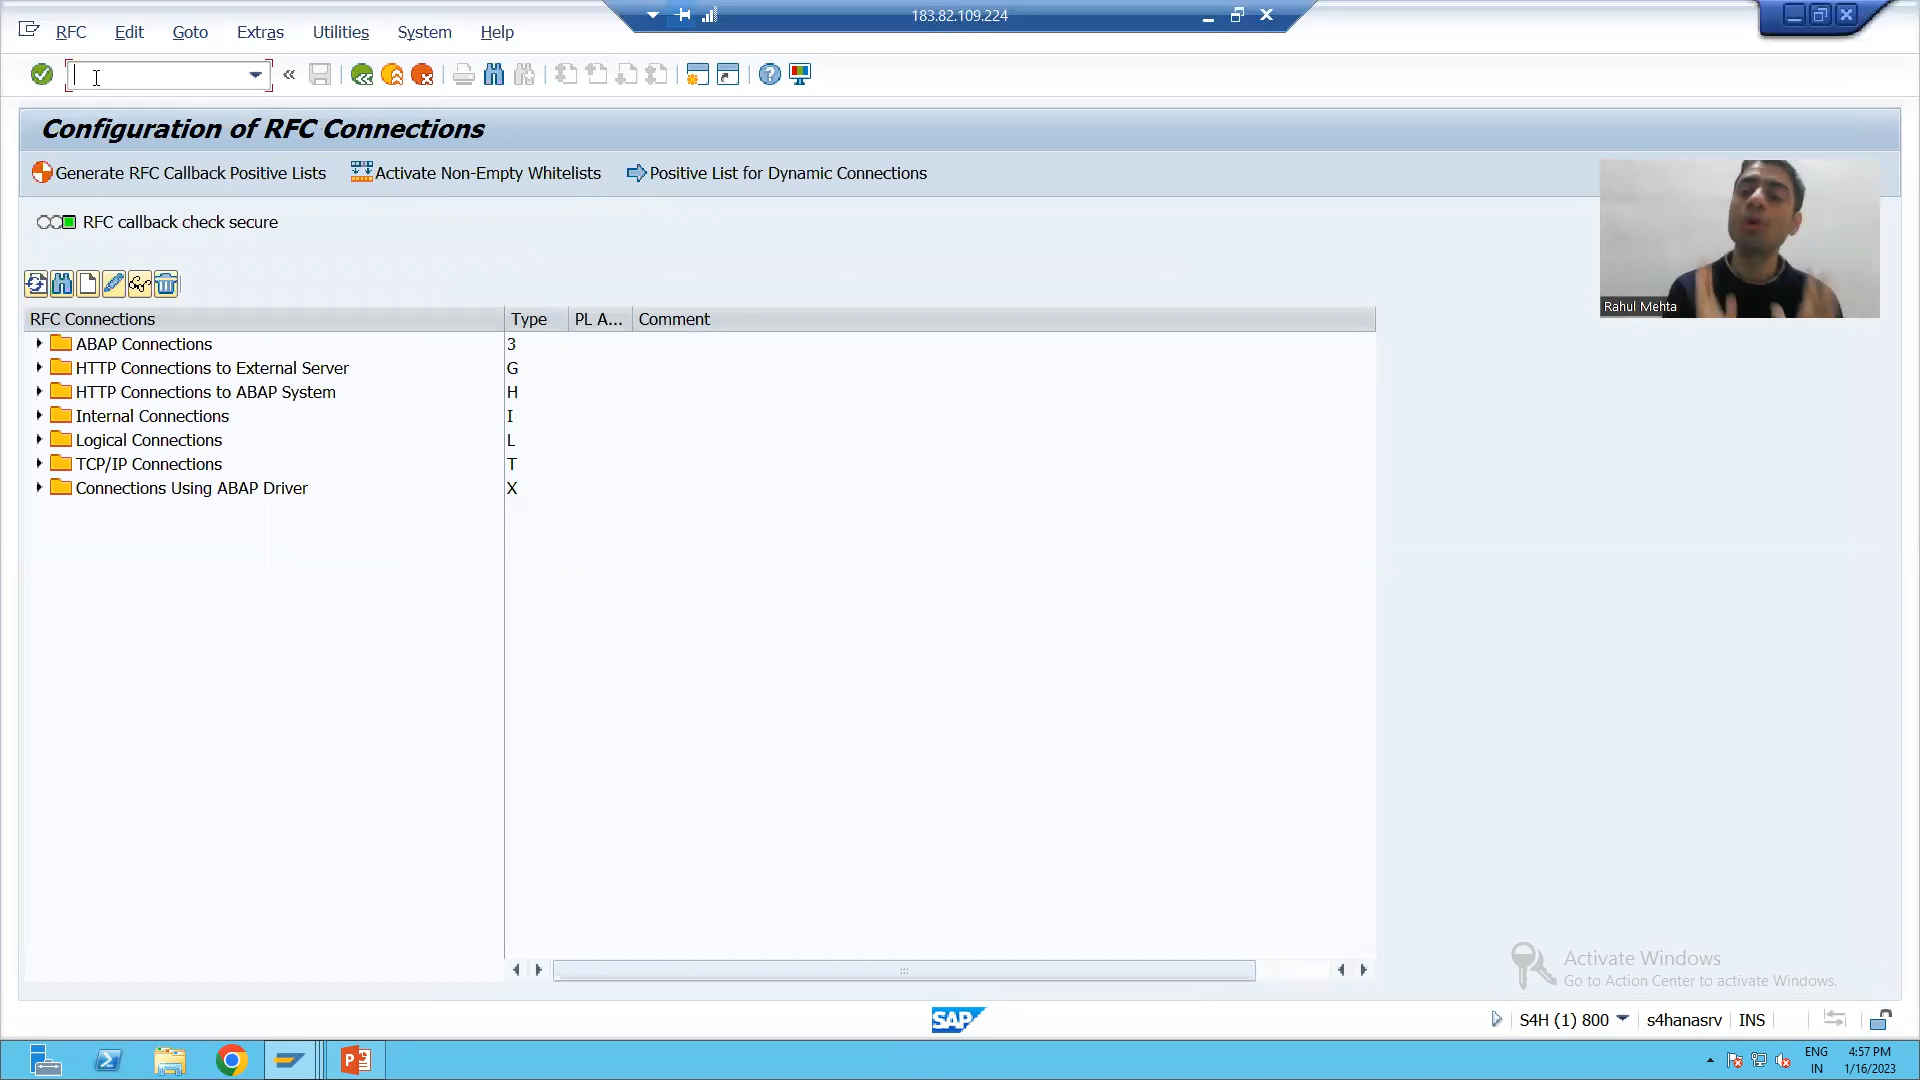 183.82.109.224
RFC Edit Goto Extras Utilities System Help
Configuration of RFC Connections
Generate RFC Callback Positive Lists Activate Non-Empty Whitelists Positive List for Dynamic Connections
RFC callback check secure
Rahul Mehta
RFC Connections Type PL A... Comment
ABAP Connections 3
HTTP Connections to External Server G
HTTP Connections to ABAP System H
Internal Connections I
Logical Connections L
TCP/IP Connections T
Connections Using ABAP Driver X
Activate Windows
Go to Action Center to activate Windows.
SAP
S4H (1) 800 s4hanasrv INS
ENG 4:57 PM
IN 1/16/2023